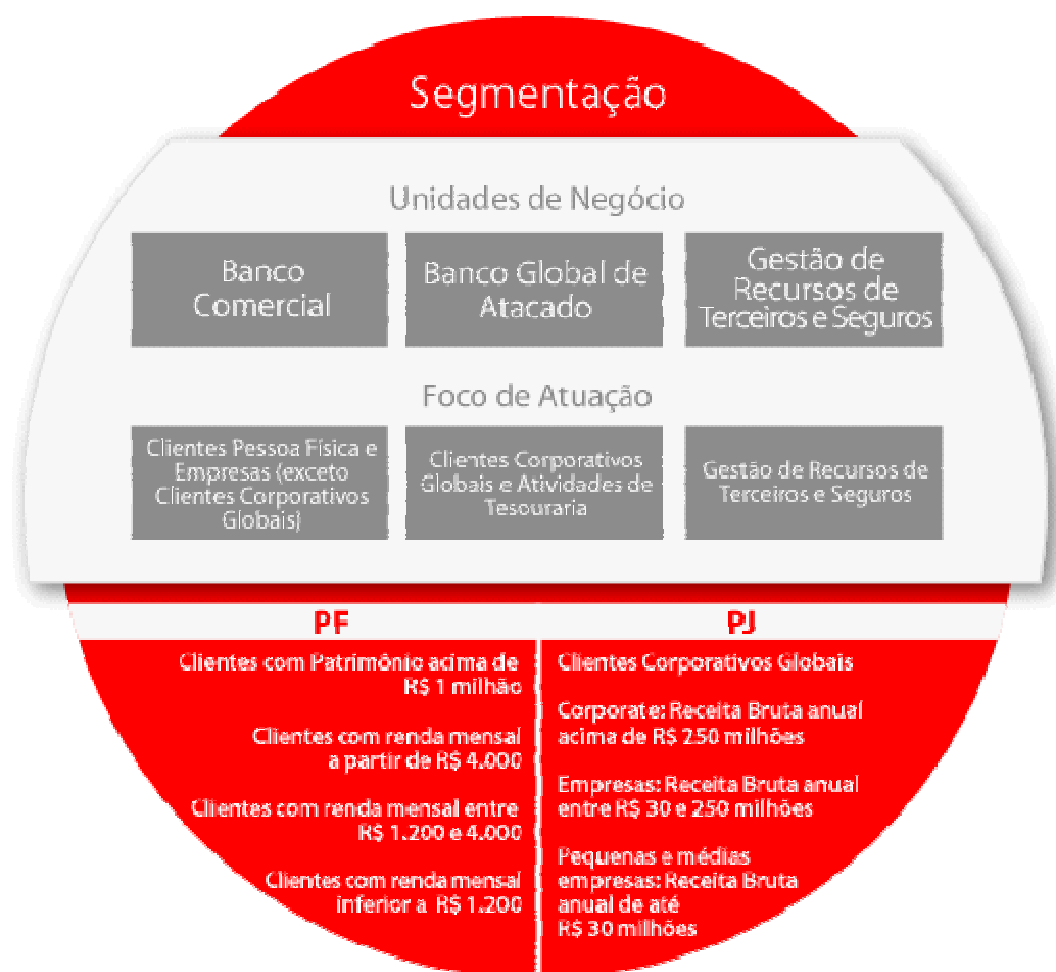 Segmentação
Unidades de Negócio
Banco
Comercial
Banco Global de
Atacado
Gestão de
Recursos de
Terceiros e Seguros
Foco de Atuação
Clientes Pessoa Física e
Empresas (exceto
Clientes Corporativos
Globais)
Clientes Corporativos
Globais e Atividades de
Tesouraria
Gestão de Recursos de
Terceiros e Seguros
PF
Clientes com Patrimônio acima de
R$ 1 milhão
Clientes com renda mensal
a partir de R$ 4.000
Clientes com renda mensal entre
R$ 1.200 e 4.000
Clientes com renda mensal
inferior a R$ 1.200
PJ
Clientes Corporativos Globais
Corporate: Receita Bruta anual
acima de R$ 250 milhões
Empresas: Receita Bruta anual
entre R$ 30 e 250 milhões
Pequenas e médias
empresas: Receita Bruta
anual de até
R$ 30 milhões